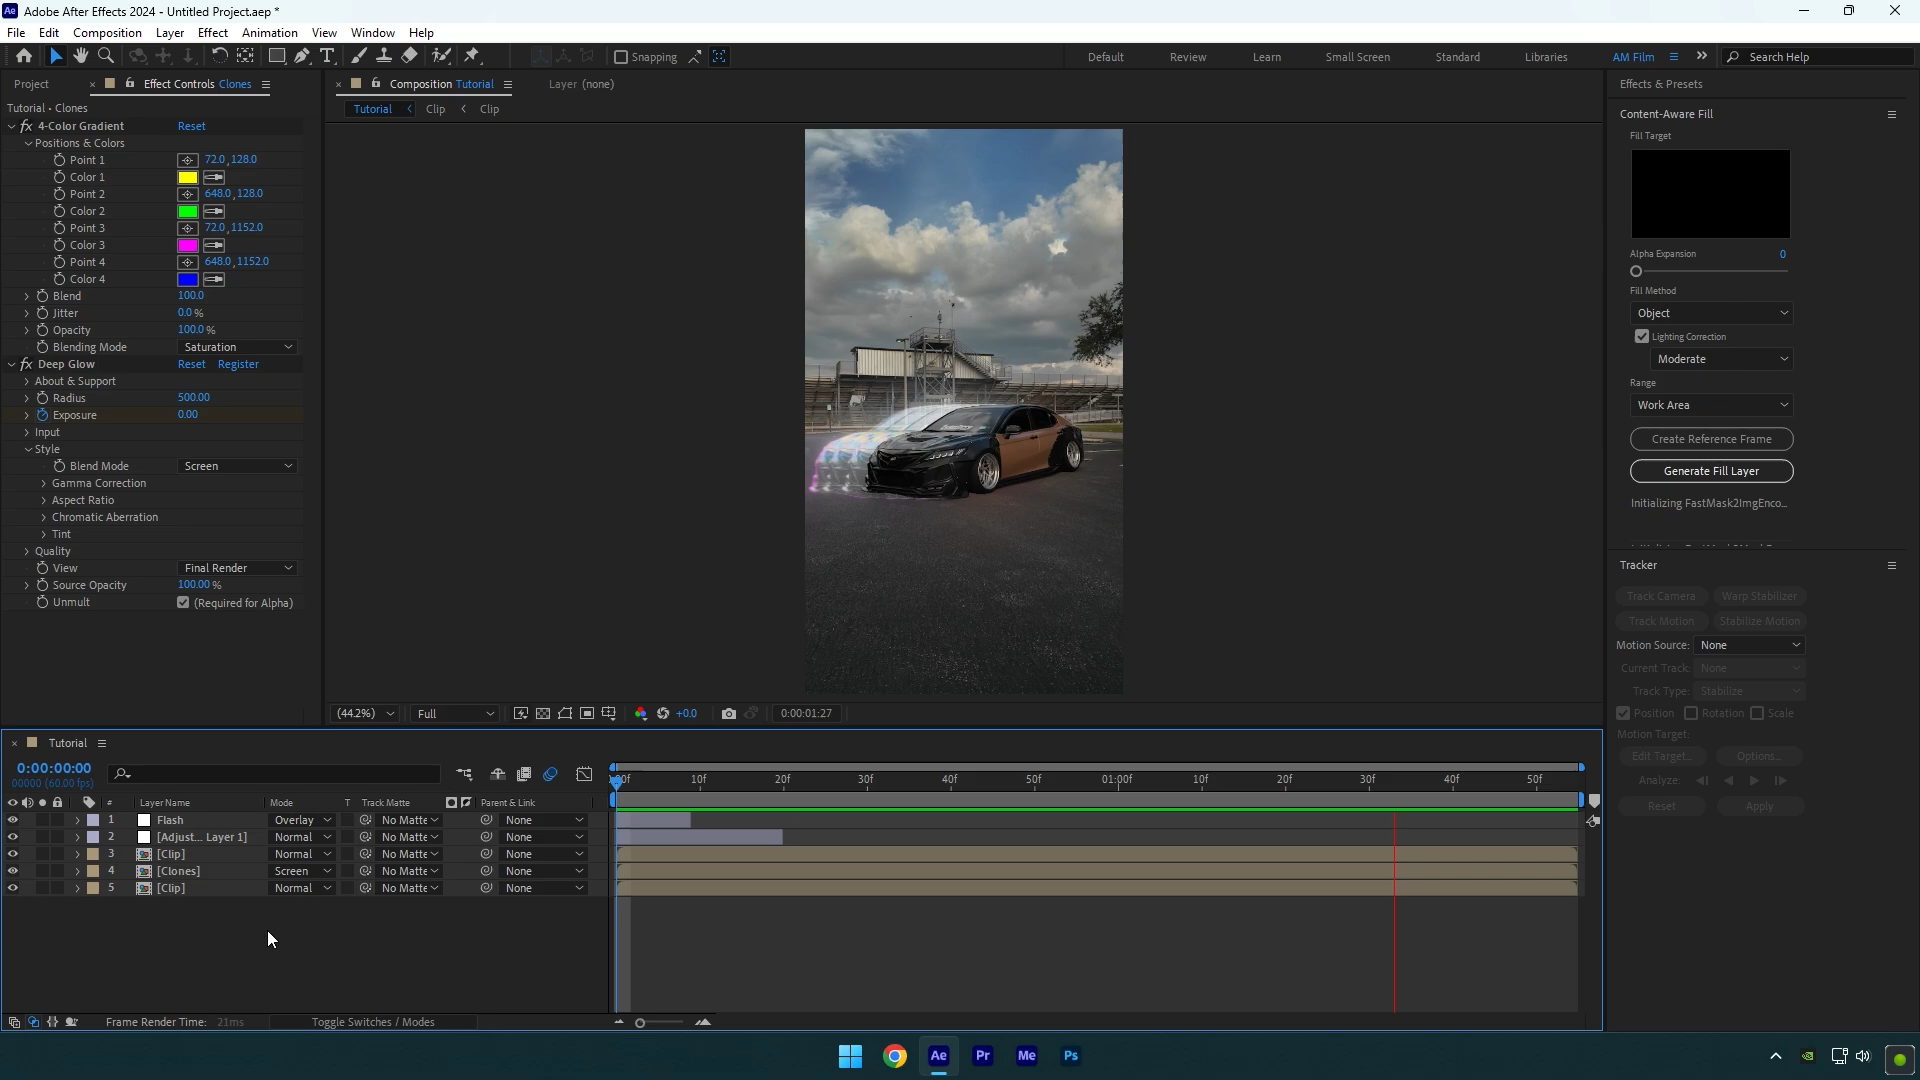 Adobe After Effects 2024 - Untitled Project.aep *
File Edit Composition Layer Effect Animation View Window Help
Snapping
Default Review Learn Small Screen Standard Libraries AM Film Search Help
Project Effect Controls Clones
Tutorial • Clones
fx 4-Color Gradient Reset
Positions & Colors
Point 1 72.0,128.0
Color 1
Point 2 648.0,128.0
Color 2
Point 3 72.0,1152.0
Color 3
Point 4 648.0,1152.0
Color 4
Blend 100.0
Jitter 0.0 %
Opacity 100.0 %
Blending Mode Saturation
fx Deep Glow Reset Register
About & Support
Radius 500.00
Exposure 0.00
Input
Style
Blend Mode Screen
Gamma Correction
Aspect Ratio
Chromatic Aberration
Tint
Quality
View Final Render
Source Opacity 100.00 %
Unmult (Required for Alpha)
Composition Tutorial Layer (none)
Tutorial Clip Clip
(44.2%) Full +0.0 0:00:01:27
Effects & Presets
Content-Aware Fill
Fill Target
Alpha Expansion 0
Fill Method
Object
Lighting Correction
Moderate
Range
Work Area
Create Reference Frame
Generate Fill Layer
Initializing FastMask2ImgEnco...
Tracker
Track Camera Warp Stabilizer
Track Motion Stabilize Motion
Motion Source: None
Current Track: None
Track Type: Stabilize
Position Rotation Scale
Motion Target:
Edit Target... Options...
Analyze:
Reset Apply
Tutorial
0:00:00:00
00000 (60.00 fps)
10f 20f 30f 40f 50f 01:00f 10f 20f 30f 40f 50f
# Layer Name Mode T Track Matte Parent & Link
1 Flash Overlay No Matte None
2 [Adjust... Layer 1] Normal No Matte None
3 [Clip] Normal No Matte None
4 [Clones] Screen No Matte None
5 [Clip] Normal No Matte None
Frame Render Time: 21ms Toggle Switches / Modes
Ae Pr Me Ps